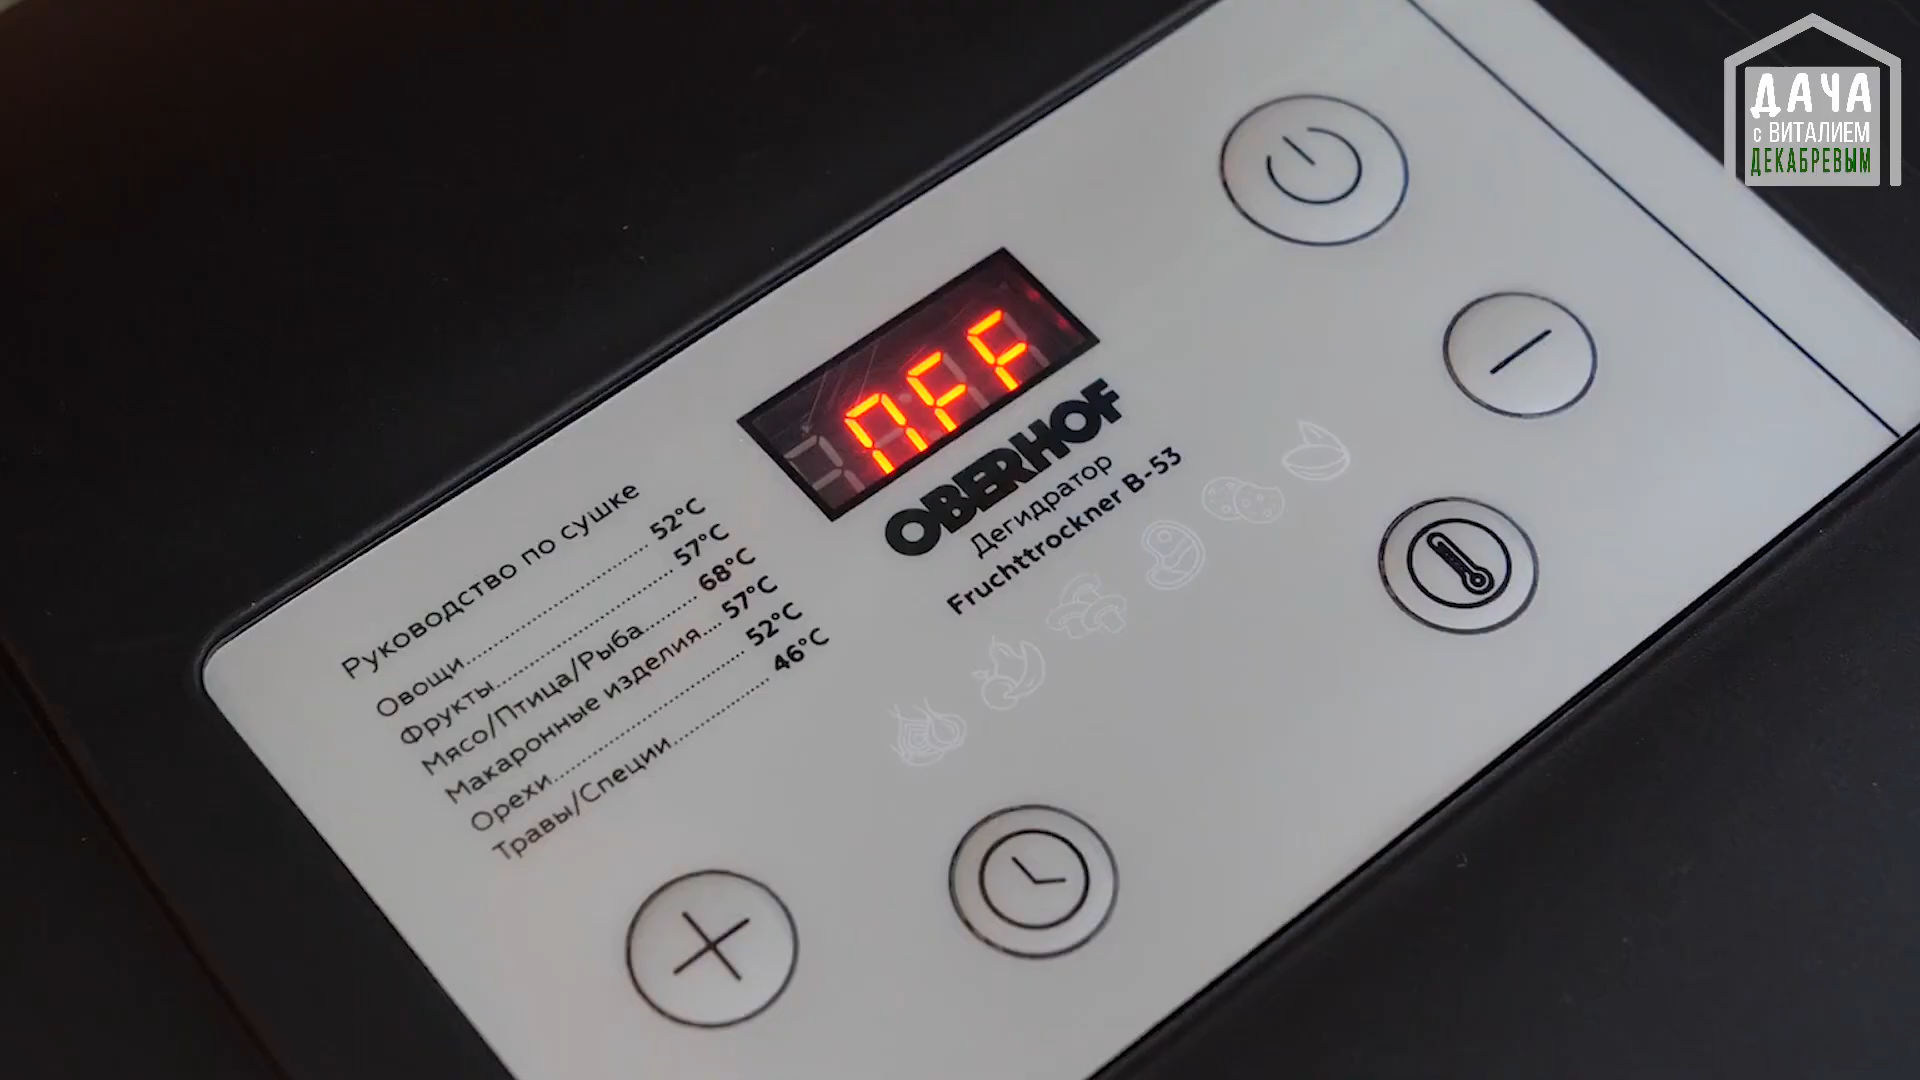 ДАЧА
с ВИТАЛИЕМ
ДЕКАБРЕВЫМ
OBERHOF
Дегидратор
Fruchttrockner B-53
Руководство по сушке
Овощи.......................... 52°C
Фрукты.......................... 57°C
Мясо/Птица/Рыба....... 68°C
Макаронные изделия... 57°C
Орехи.......................... 52°C
Травы/Специи............. 46°C